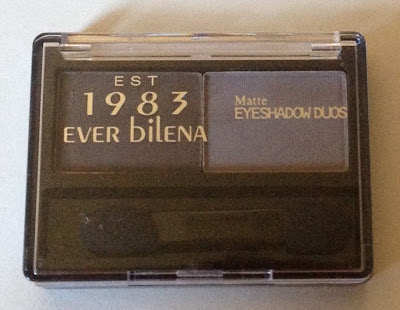 EST
1983
EVER bilENA
Matte
EYESHADOW DUOS